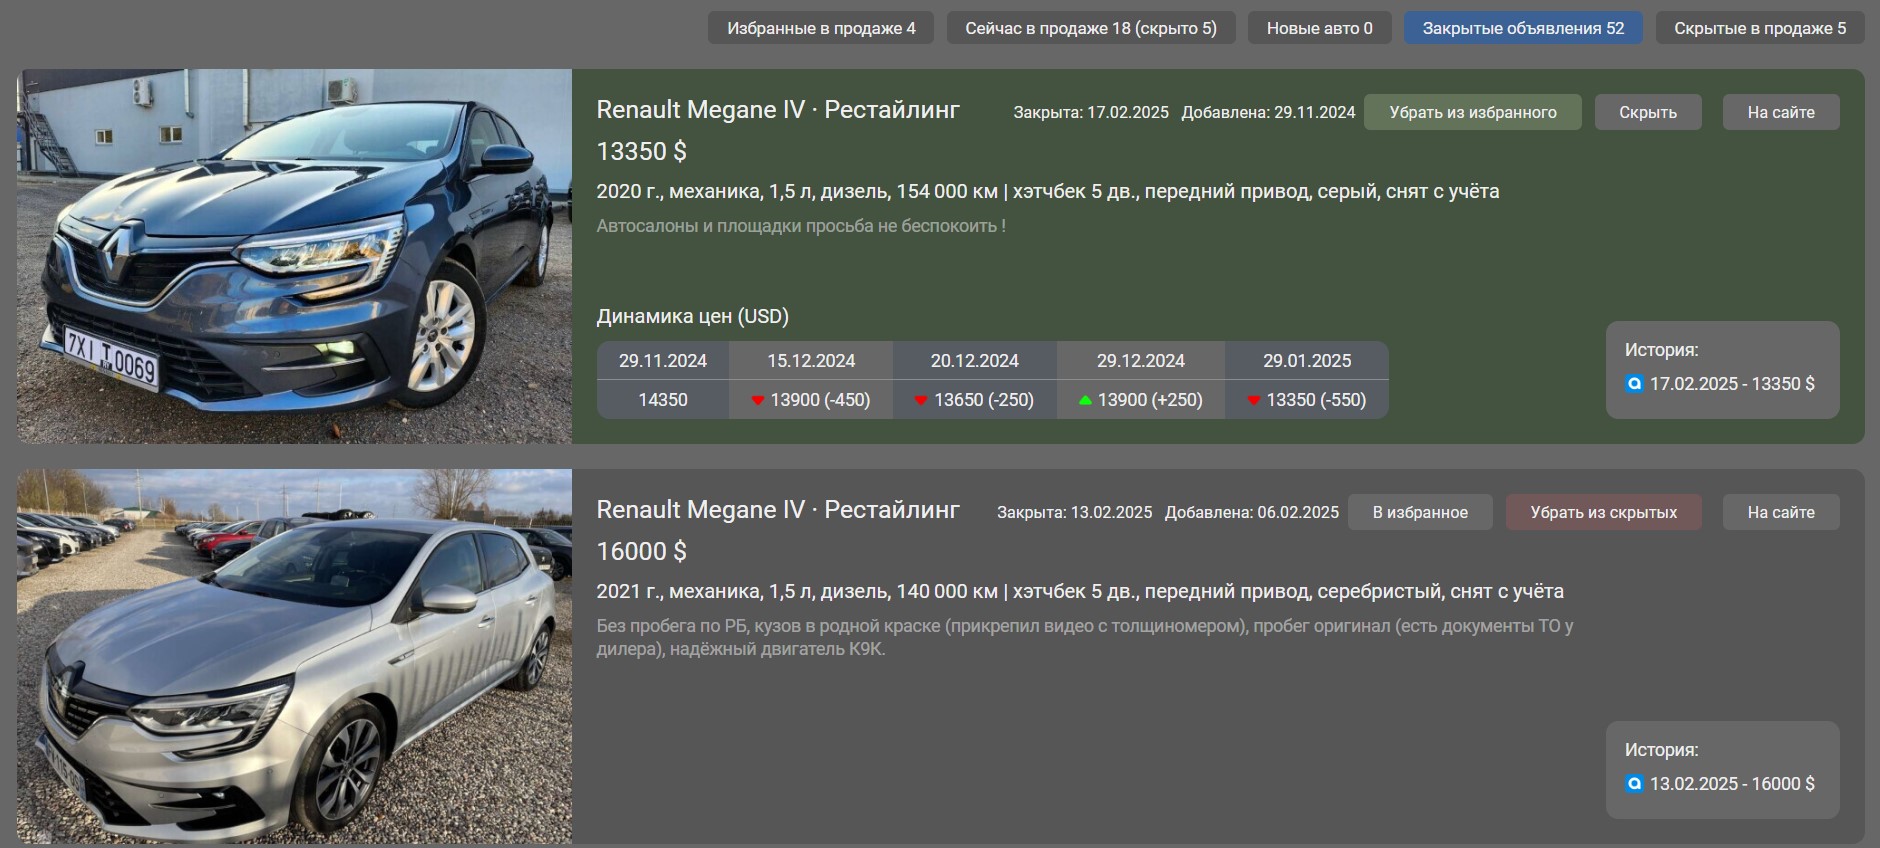 Избранные в продаже 4
Сейчас в продаже 18 (скрыто 5)
Новые авто 0
Закрытые объявления 52
Скрытые в продаже 5
Renault Megane IV · Рестайлинг
Закрыта: 17.02.2025 Добавлена: 29.11.2024
Убрать из избранного
Скрыть
На сайте
13350 $
2020 г., механика, 1,5 л, дизель, 154 000 км | хэтчбек 5 дв., передний привод, серый, снят с учёта
Автосалоны и площадки просьба не беспокоить !
Динамика цен (USD)
29.11.2024 15.12.2024 20.12.2024 29.12.2024 29.01.2025
14350 13900 (-450) 13650 (-250) 13900 (+250) 13350 (-550)
История:
17.02.2025 - 13350 $
7XI T 0069
Renault Megane IV · Рестайлинг
Закрыта: 13.02.2025 Добавлена: 06.02.2025
В избранное
Убрать из скрытых
На сайте
16000 $
2021 г., механика, 1,5 л, дизель, 140 000 км | хэтчбек 5 дв., передний привод, серебристый, снят с учёта
Без пробега по РБ, кузов в родной краске (прикрепил видео с толщиномером), пробег оригинал (есть документы ТО у
дилера), надёжный двигатель K9K.
История:
13.02.2025 - 16000 $